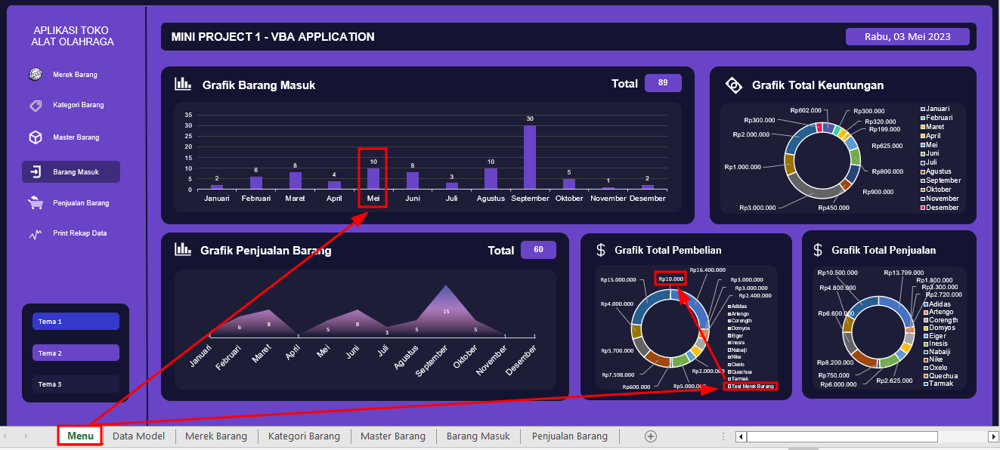 APLIKASI TOKO
ALAT OLAHRAGA
Merek Barang
Kategori Barang
Master Barang
Barang Masuk
Penjualan Barang
Print Rekap Data
Tema 1
Tema 2
Tema 3
MINI PROJECT 1 - VBA APPLICATION
Rabu, 03 Mei 2023
Grafik Barang Masuk
Total 89
35
30
25
20
15
10
5
0
2 6 8 4 10 8 3 10 30 5 1 2
Januari Februari Maret April Mei Juni Juli Agustus September Oktober November Desember
Grafik Total Keuntungan
Rp602.000
Rp300.000
Rp320.000
Rp199.000
Rp625.000
Rp800.000
Rp900.000
Rp450.000
Rp3.000.000
Rp1.000.000
Rp2.000.000
Rp300.000
Januari
Februari
Maret
April
Mei
Juni
Juli
Agustus
September
Oktober
November
Desember
Grafik Penjualan Barang
Total 60
2 6 8 1 5 8 3 5 15 5 1 1
Januari Februari Maret April Mei Juni Juli Agustus September Oktober November Desember
Grafik Total Pembelian
Rp10.000
Rp16.400.000
Rp3.000.000
Rp3.000.000
Rp2.400.000
Rp2.000.000
Rp5.000.000
Rp600.000
Rp7.598.000
Rp5.700.000
Rp4.000.000
Rp15.000.000
Adidas
Artengo
Corength
Domyos
Eiger
Inesis
Nabaiji
Nike
Oxelo
Quechua
Tarmak
Test Merek Barang
Grafik Total Penjualan
Rp13.799.000
Rp1.800.000
Rp3.300.000
Rp2.720.000
Rp2.625.000
Rp6.000.000
Rp750.000
Rp8.200.000
Rp6.600.000
Rp4.800.000
Rp10.500.000
Adidas
Artengo
Corength
Domyos
Eiger
Inesis
Nabaiji
Nike
Oxelo
Quechua
Tarmak
Menu Data Model Merek Barang Kategori Barang Master Barang Barang Masuk Penjualan Barang